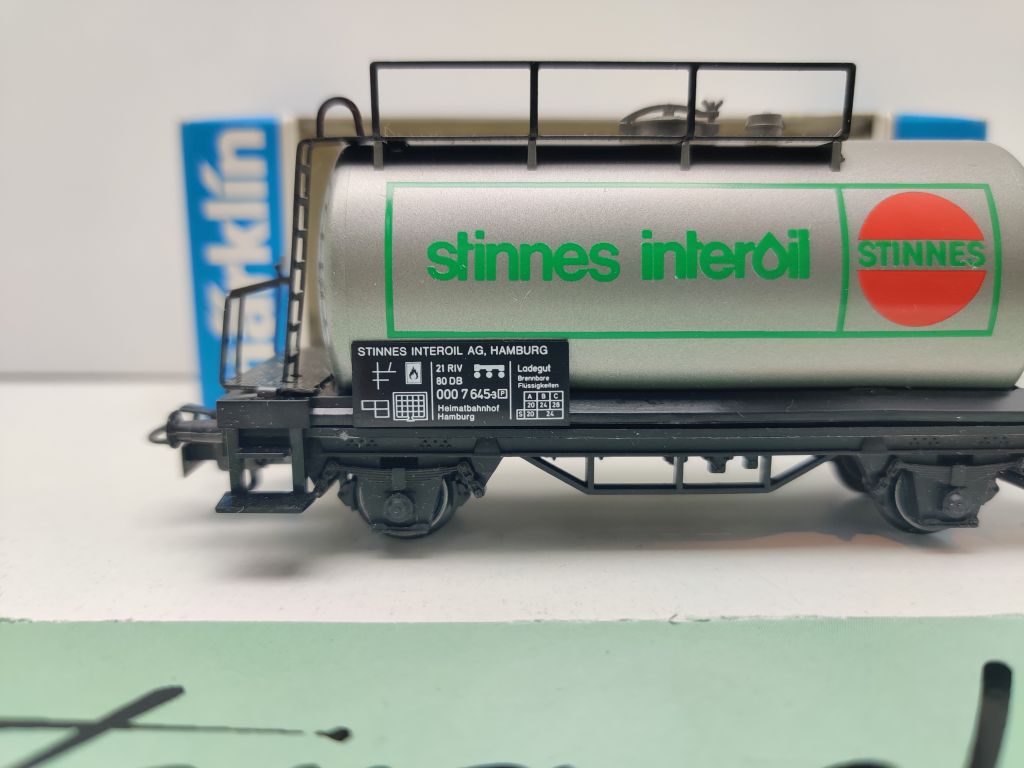 märklin
stinnes interoil
STINNES
STINNES INTEROIL AG, HAMBURG
21 RIV
80 DB
000 7 645-3 P
Heimatbahnhof
Hamburg
Ladegut
Brennbare
Flüssigkeiten
A B C
20 24 28
S 20 24